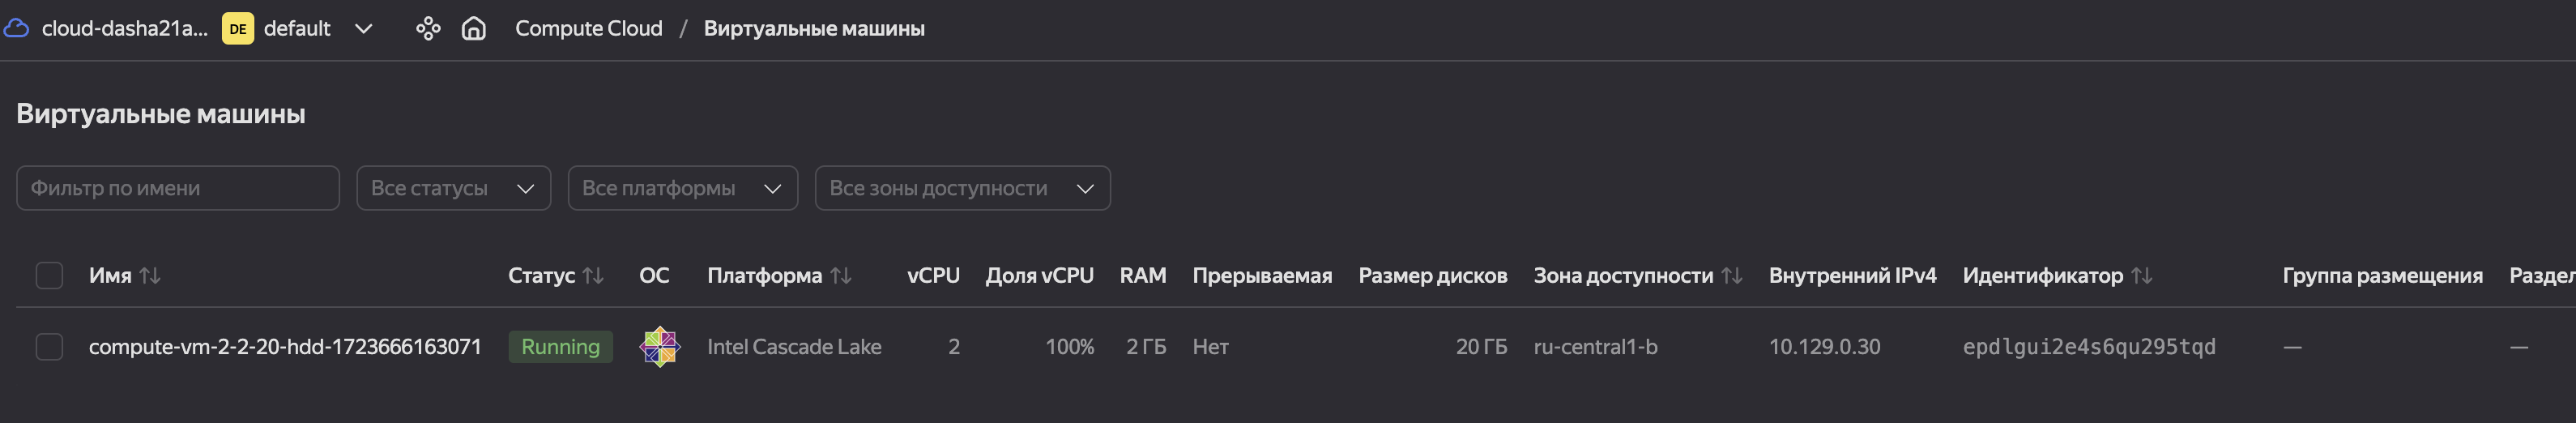 cloud-dasha21a... DE default Compute Cloud / Виртуальные машины
Виртуальные машины
Фильтр по имени Все статусы Все платформы Все зоны доступности
Имя Статус ОС Платформа vCPU Доля vCPU RAM Прерываемая Размер дисков Зона доступности Внутренний IPv4 Идентификатор Группа размещения Раздел
compute-vm-2-2-20-hdd-1723666163071 Running Intel Cascade Lake 2 100% 2 ГБ Нет 20 ГБ ru-central1-b 10.129.0.30 epdlgui2e4s6qu295tqd — —